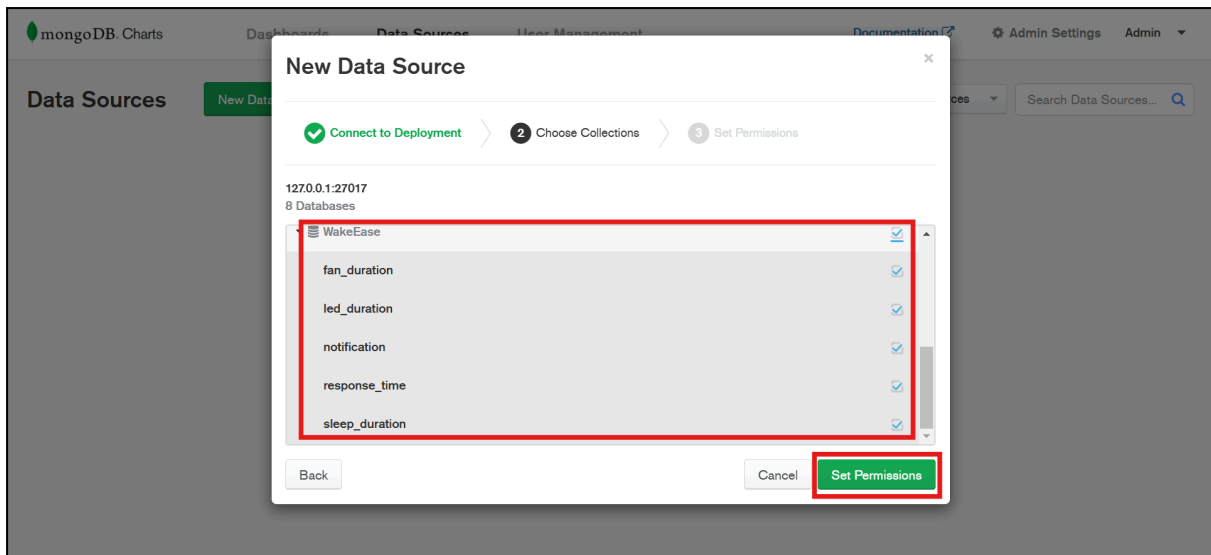 mongoDB. Charts Dashboards Data Sources User Management Documentation Admin Settings Admin
Data Sources New Data ces Search Data Sources...
New Data Source ×
Connect to Deployment 2 Choose Collections 3 Set Permissions
127.0.0.1:27017
8 Databases
WakeEase
fan_duration
led_duration
notification
response_time
sleep_duration
Back Cancel Set Permissions